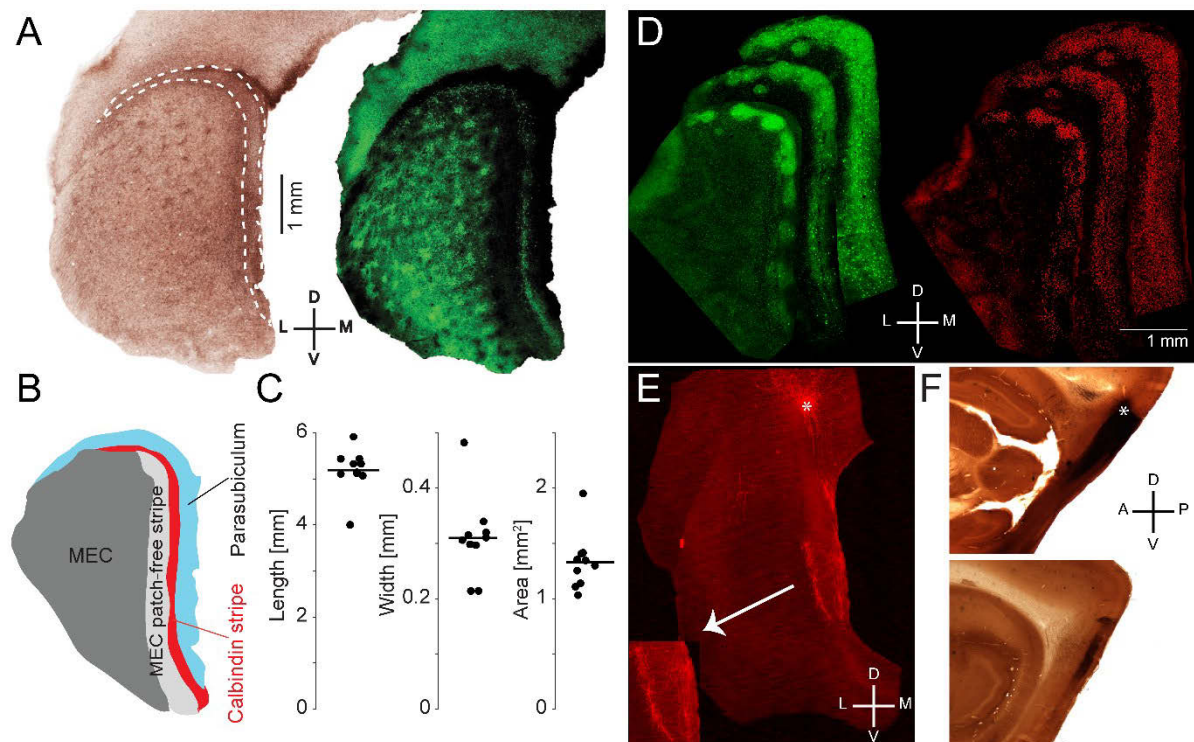 A
1 mm
D
L
M
V
D
D
L
M
V
1 mm
B
MEC
MEC patch-free stripe
Calbindin stripe
Parasubiculum
C
6
4
2
0
Length [mm]
0.4
0.2
0
Width [mm]
2
1
0
Area [mm²]
E
*
D
L
M
V
F
*
D
A
P
V